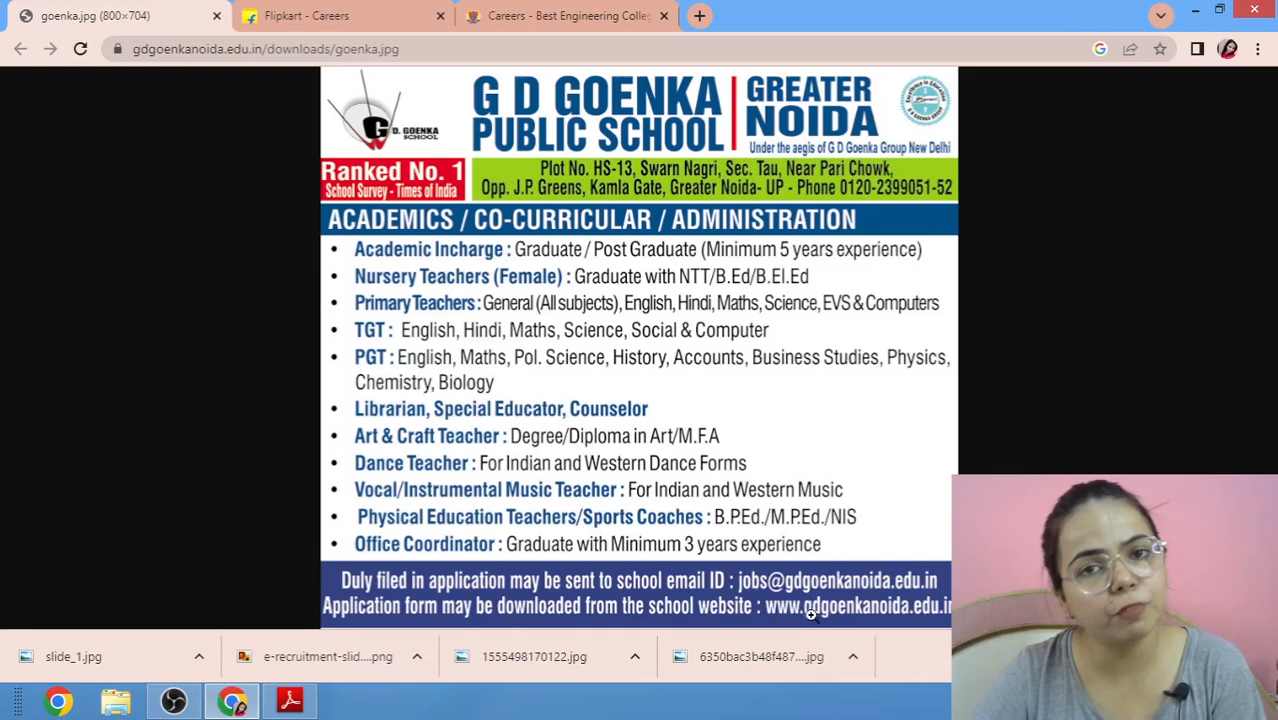 goenka.jpg (800×704)
Flipkart - Careers
Careers - Best Engineering Colleg
gdgoenkanoida.edu.in/downloads/goenka.jpg
G D. GOENKA
SCHOOL
G D GOENKA
PUBLIC SCHOOL
GREATER
NOIDA
Under the aegis of G D Goenka Group New Delhi
Ranked No. 1
School Survey - Times of India
Plot No. HS-13, Swarn Nagri, Sec. Tau, Near Pari Chowk,
Opp. J.P. Greens, Kamla Gate, Greater Noida- UP - Phone 0120-2399051-52
ACADEMICS / CO-CURRICULAR / ADMINISTRATION
• Academic Incharge : Graduate / Post Graduate (Minimum 5 years experience)
• Nursery Teachers (Female) : Graduate with NTT/B.Ed/B.El.Ed
• Primary Teachers : General (All subjects), English, Hindi, Maths, Science, EVS & Computers
• TGT : English, Hindi, Maths, Science, Social & Computer
• PGT : English, Maths, Pol. Science, History, Accounts, Business Studies, Physics,
Chemistry, Biology
• Librarian, Special Educator, Counselor
• Art & Craft Teacher : Degree/Diploma in Art/M.F.A
• Dance Teacher : For Indian and Western Dance Forms
• Vocal/Instrumental Music Teacher : For Indian and Western Music
• Physical Education Teachers/Sports Coaches : B.P.Ed./M.P.Ed./NIS
• Office Coordinator : Graduate with Minimum 3 years experience
Duly filed in application may be sent to school email ID : jobs@gdgoenkanoida.edu.in
Application form may be downloaded from the school website : www.gdgoenkanoida.edu.in
slide_1.jpg
e-recruitment-slid....png
1555498170122.jpg
6350bac3b48f487....jpg